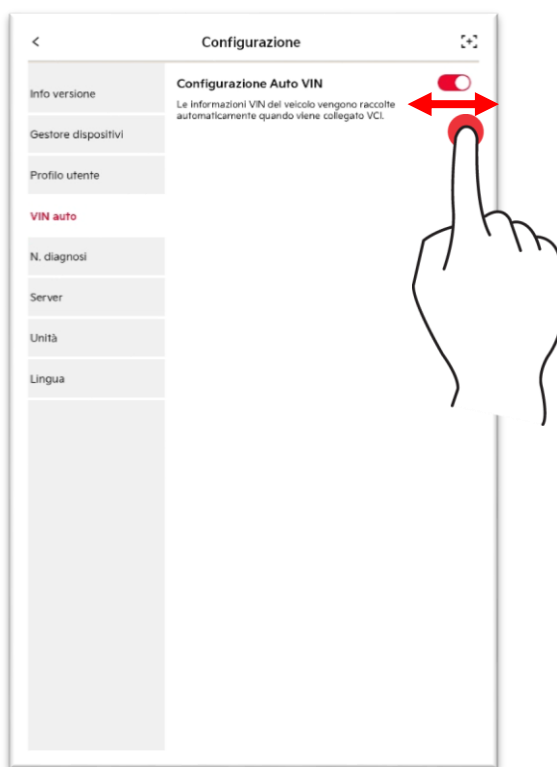 Configurazione
Info versione
Gestore dispositivi
Profilo utente
VIN auto
N. diagnosi
Server
Unità
Lingua
Configurazione Auto VIN
Le informazioni VIN del veicolo vengono raccolte
automaticamente quando viene collegato VCI.